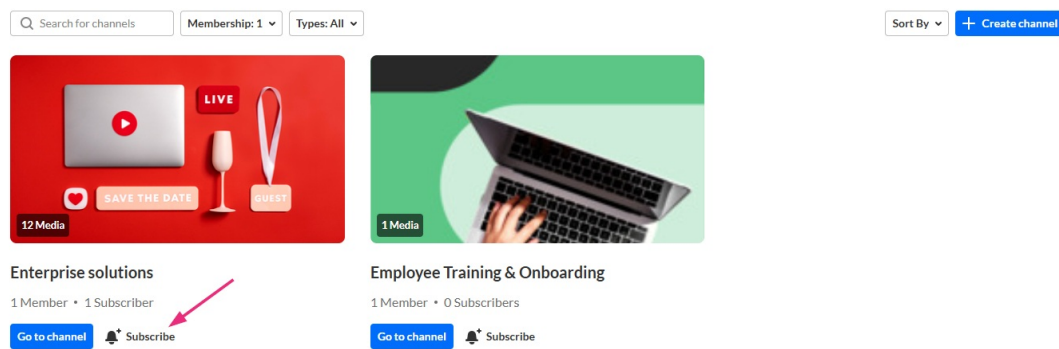 Search for channels
Membership: 1
Types: All
Sort By
+ Create channel
LIVE
SAVE THE DATE
GUEST
12 Media
1 Media
Enterprise solutions
Employee Training & Onboarding
1 Member • 1 Subscriber
1 Member • 0 Subscribers
Go to channel
Subscribe
Go to channel
Subscribe